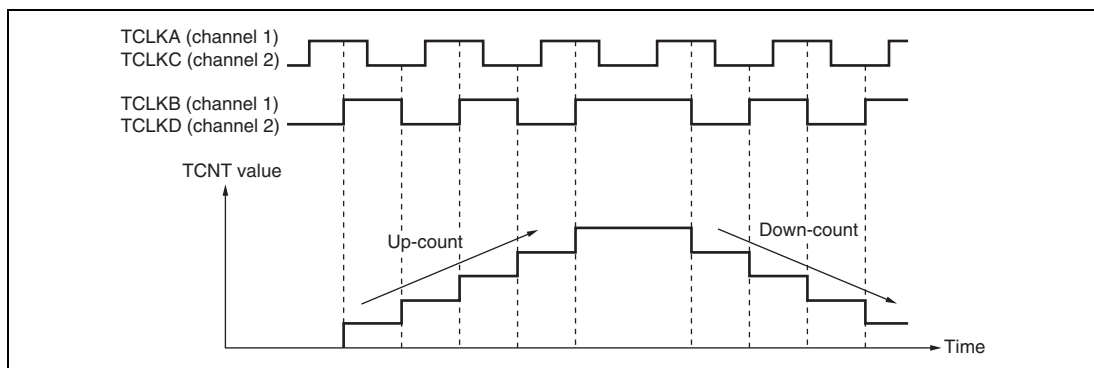 TCLKA (channel 1)
TCLKC (channel 2)
TCLKB (channel 1)
TCLKD (channel 2)
TCNT value
Up-count
Down-count
Time